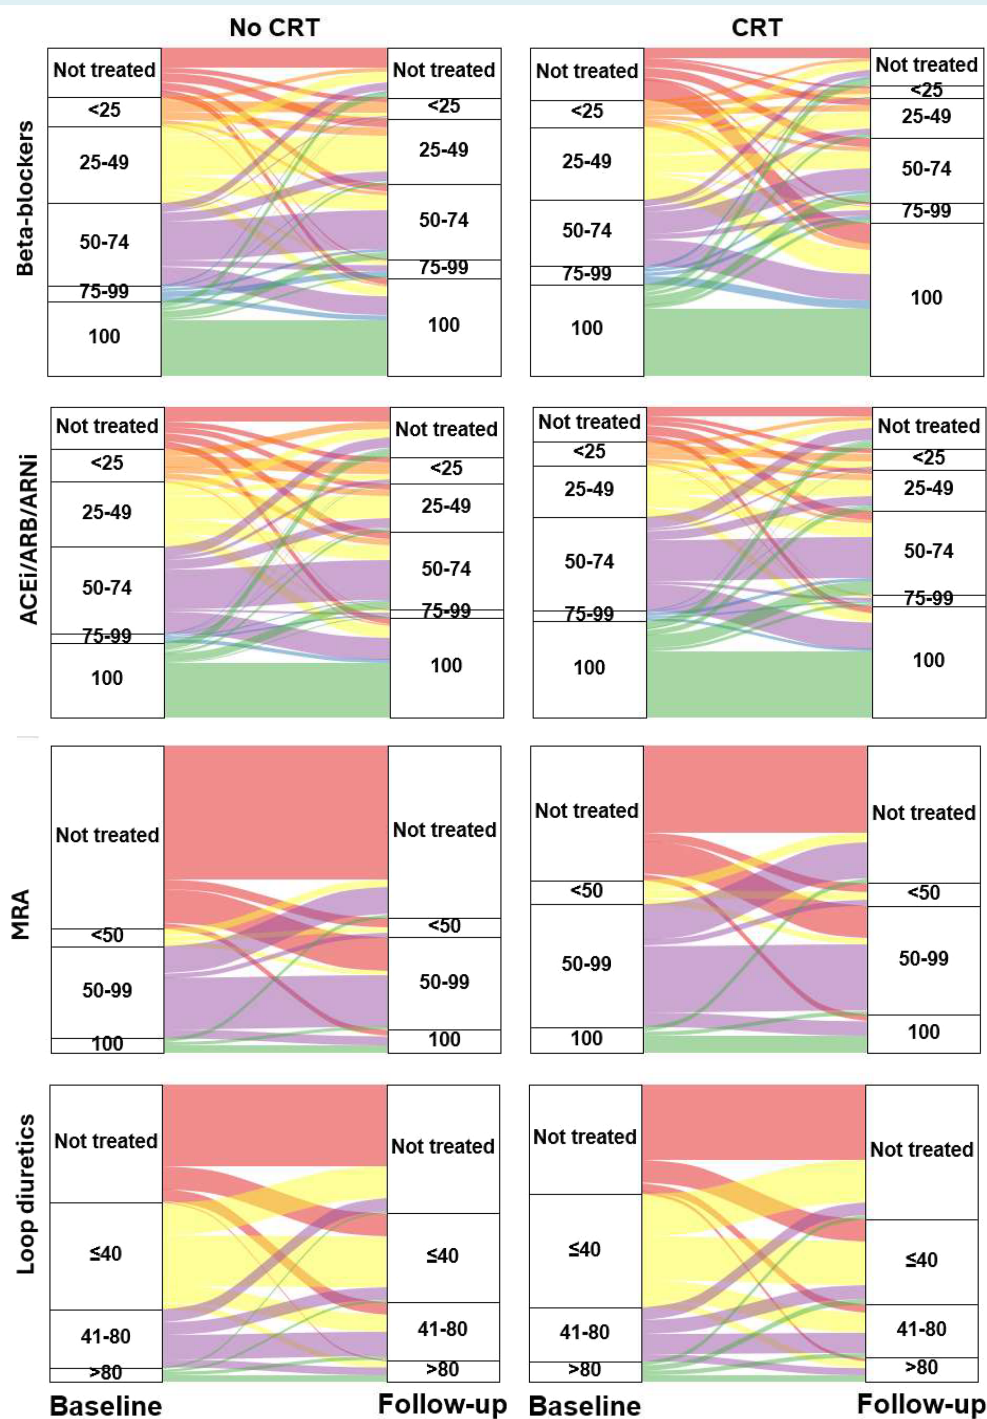 No CRT
CRT
Beta-blockers
Not treated
<25
25-49
50-74
75-99
100
Not treated
<25
25-49
50-74
75-99
100
Not treated
<25
25-49
50-74
75-99
100
Not treated
<25
25-49
50-74
75-99
100
ACEi/ARB/ARNi
Not treated
<25
25-49
50-74
75-99
100
Not treated
<25
25-49
50-74
75-99
100
Not treated
<25
25-49
50-74
75-99
100
Not treated
<25
25-49
50-74
75-99
100
MRA
Not treated
<50
50-99
100
Not treated
<50
50-99
100
Not treated
<50
50-99
100
Not treated
<50
50-99
100
Loop diuretics
Not treated
≤40
41-80
>80
Not treated
≤40
41-80
>80
Not treated
≤40
41-80
>80
Not treated
≤40
41-80
>80
Baseline
Follow-up
Baseline
Follow-up